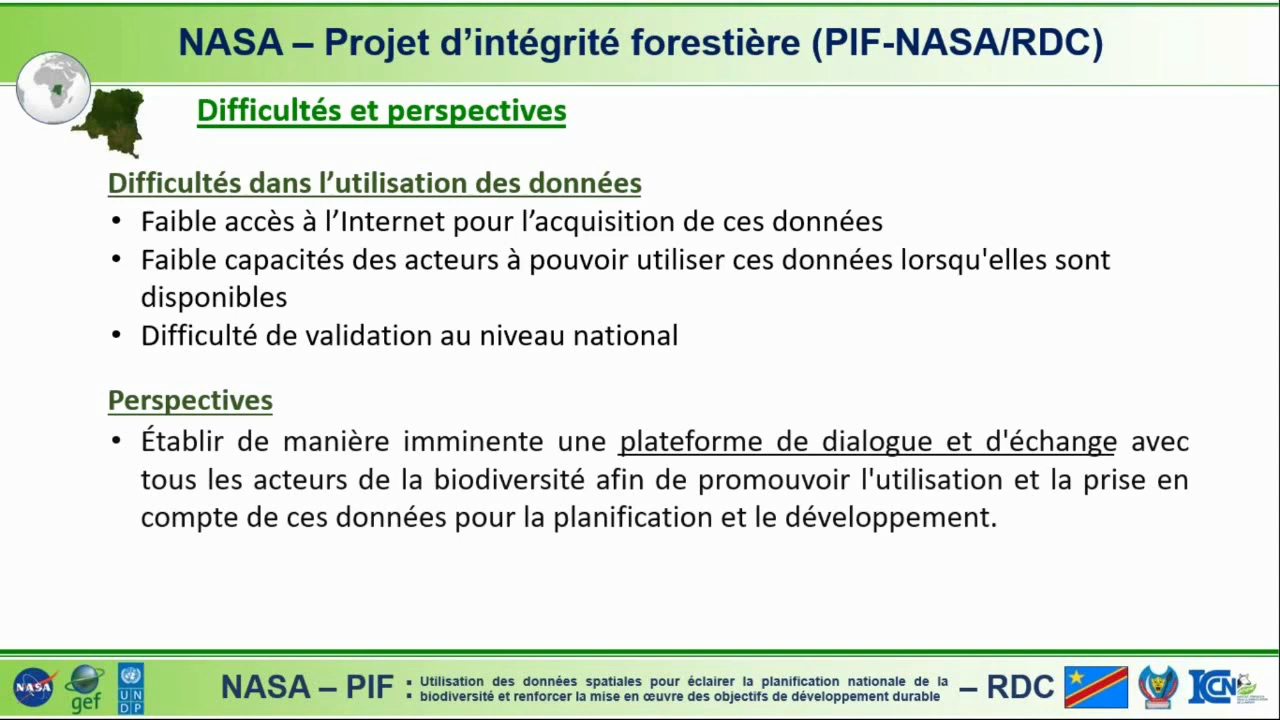 NASA – Projet d’intégrité forestière (PIF-NASA/RDC)
Difficultés et perspectives
Difficultés dans l’utilisation des données
• Faible accès à l’Internet pour l’acquisition de ces données
• Faible capacités des acteurs à pouvoir utiliser ces données lorsqu'elles sont
disponibles
• Difficulté de validation au niveau national
Perspectives
• Établir de manière imminente une plateforme de dialogue et d'échange avec
tous les acteurs de la biodiversité afin de promouvoir l'utilisation et la prise en
compte de ces données pour la planification et le développement.
NASA
gef
U N
D P
NASA – PIF :
Utilisation des données spatiales pour éclairer la planification nationale de la
biodiversité et renforcer la mise en œuvre des objectifs de développement durable
– RDC
ICCN